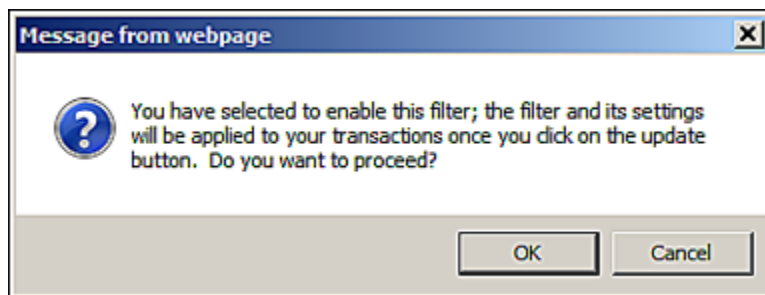 Message from webpage
You have selected to enable this filter; the filter and its settings
will be applied to your transactions once you click on the update
button.  Do you want to proceed?
OK
Cancel